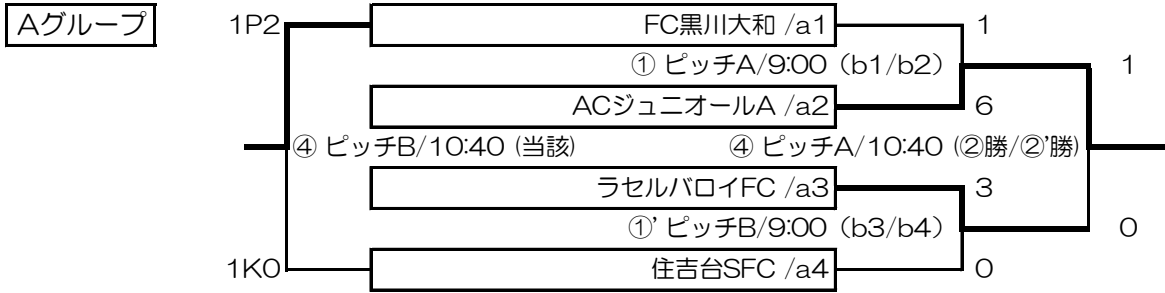 Aグループ 1P2 FC黒川大和 /a1 1
① ピッチA/9:00（b1/b2） 1
ACジュニオールA /a2 6
④ ピッチB/10:40 (当該) ④ ピッチA/10:40 (②勝/②'勝)
ラセルバロイFC /a3 3
①' ピッチB/9:00（b3/b4） 0
1K0 住吉台SFC /a4 0